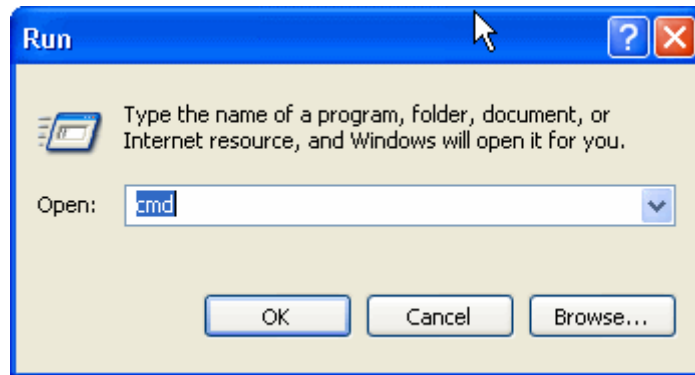 Run
?
Type the name of a program, folder, document, or
Internet resource, and Windows will open it for you.
Open: cmd
OK Cancel Browse...